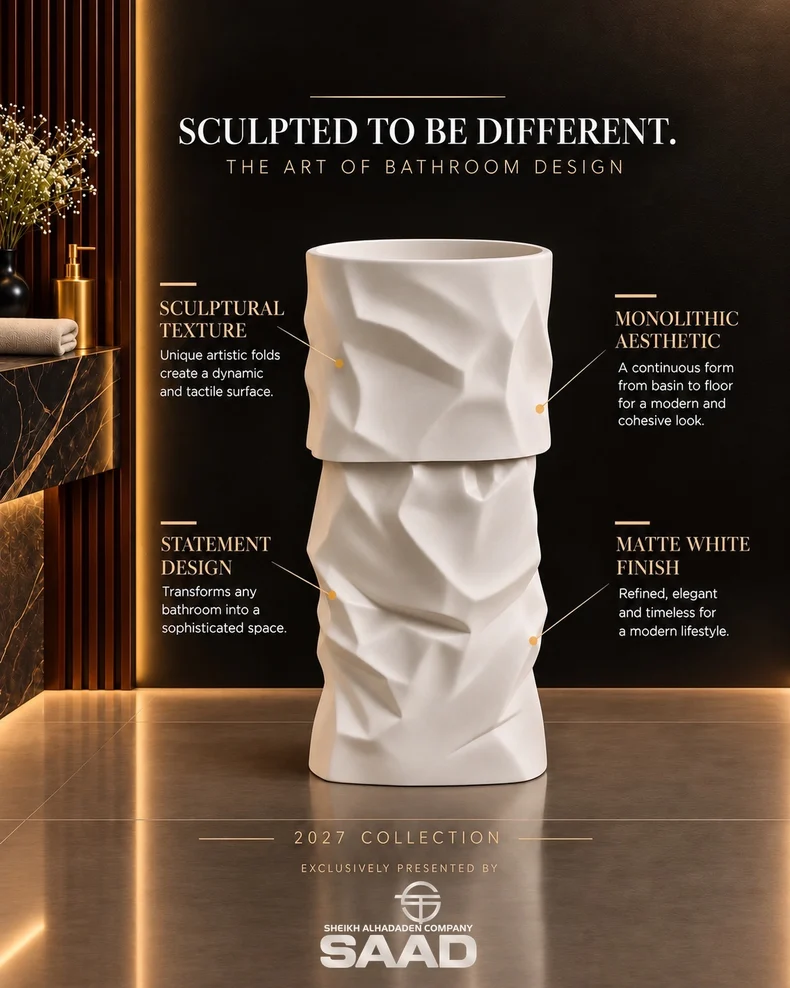 SCULPTED TO BE DIFFERENT.
THE ART OF BATHROOM DESIGN
SCULPTURAL
TEXTURE
Unique artistic folds
create a dynamic
and tactile surface.
MONOLITHIC
AESTHETIC
A continuous form
from basin to floor
for a modern and
cohesive look.
STATEMENT
DESIGN
Transforms any
bathroom into a
sophisticated space.
MATTE WHITE
FINISH
Refined, elegant
and timeless for
a modern lifestyle.
2027 COLLECTION
EXCLUSIVELY PRESENTED BY
SHEIKH ALHADADEN COMPANY
SAAD